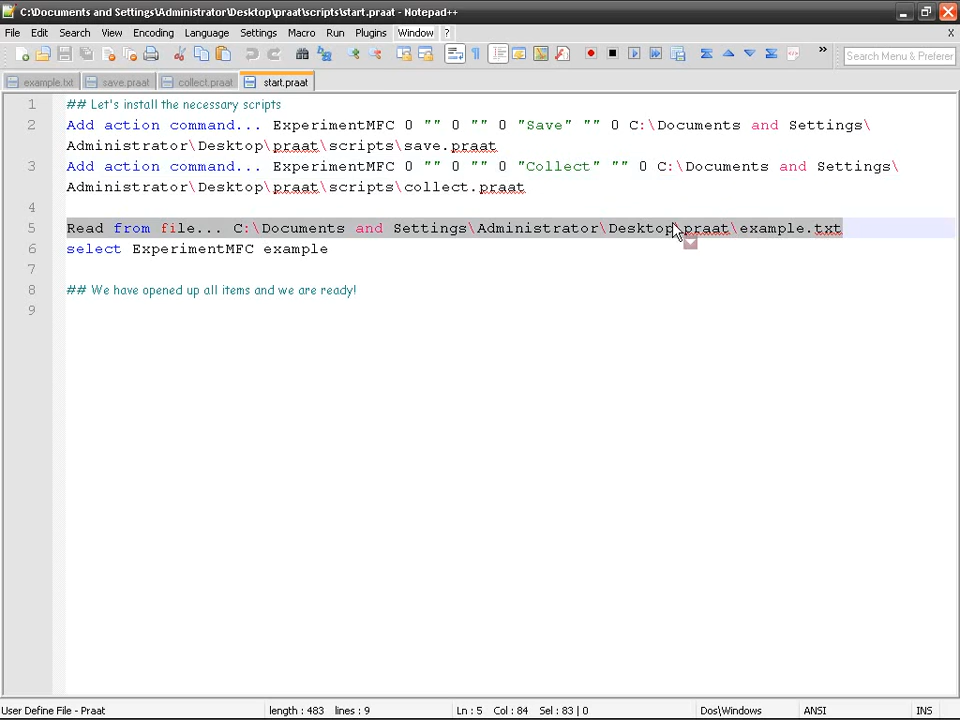 C:\Documents and Settings\Administrator\Desktop\praat\scripts\start.praat - Notepad++
File Edit Search View Encoding Language Settings Macro Run Plugins Window ? X
» Search Menu & Preferer
example.txt save.praat collect.praat start.praat
1 ## Let's install the necessary scripts
2 Add action command... ExperimentMFC 0 "" 0 "" 0 "Save" "" 0 C:\Documents and Settings\
Administrator\Desktop\praat\scripts\save.praat
3 Add action command... ExperimentMFC 0 "" 0 "" 0 "Collect" "" 0 C:\Documents and Settings\
Administrator\Desktop\praat\scripts\collect.praat
4
5 Read from file... C:\Documents and Settings\Administrator\Desktop\praat\example.txt
6 select ExperimentMFC example
7
8 ## We have opened up all items and we are ready!
9
User Define File - Praat length : 483 lines : 9 Ln : 5 Col : 84 Sel : 83 | 0 Dos\Windows ANSI INS